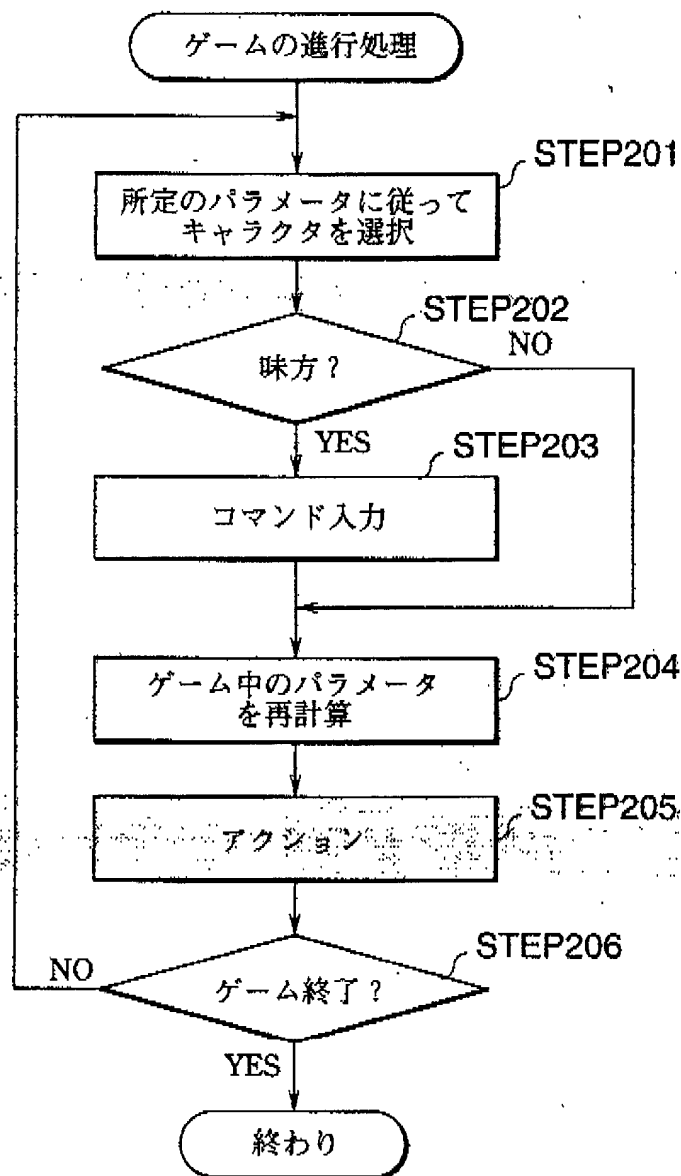 ゲームの進行処理
STEP201
所定のパラメータに従って
キャラクタを選択
STEP202
味方?
NO
YES
STEP203
コマンド入力
STEP204
ゲーム中のパラメータ
を再計算
STEP205
アクション
STEP206
ゲーム終了?
NO
YES
終わり